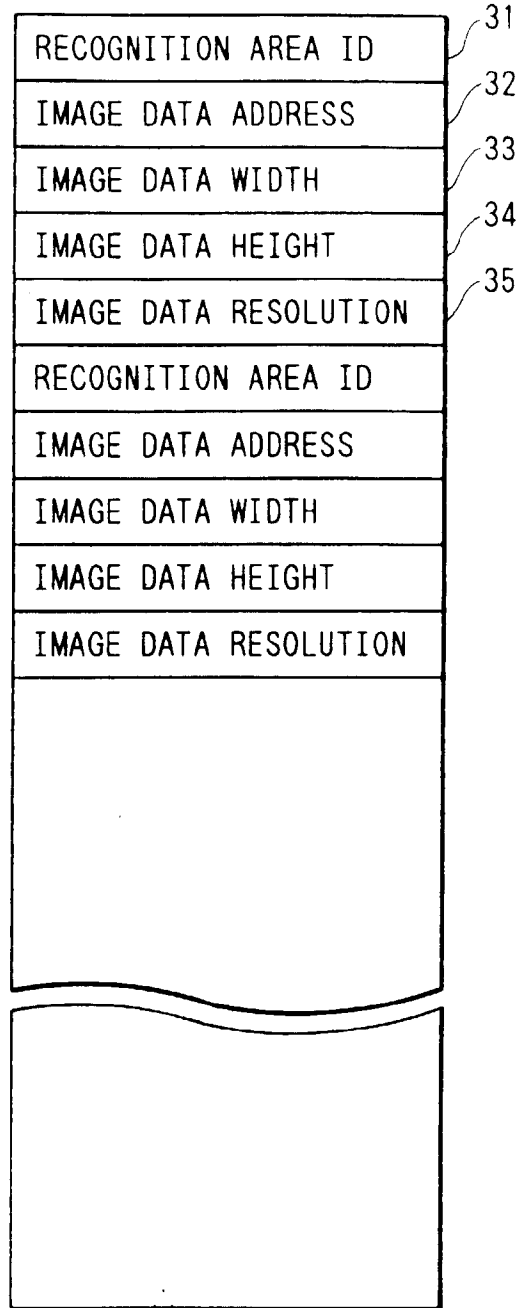 RECOGNITION AREA ID 31
IMAGE DATA ADDRESS 32
IMAGE DATA WIDTH 33
IMAGE DATA HEIGHT 34
IMAGE DATA RESOLUTION 35
RECOGNITION AREA ID
IMAGE DATA ADDRESS
IMAGE DATA WIDTH
IMAGE DATA HEIGHT
IMAGE DATA RESOLUTION